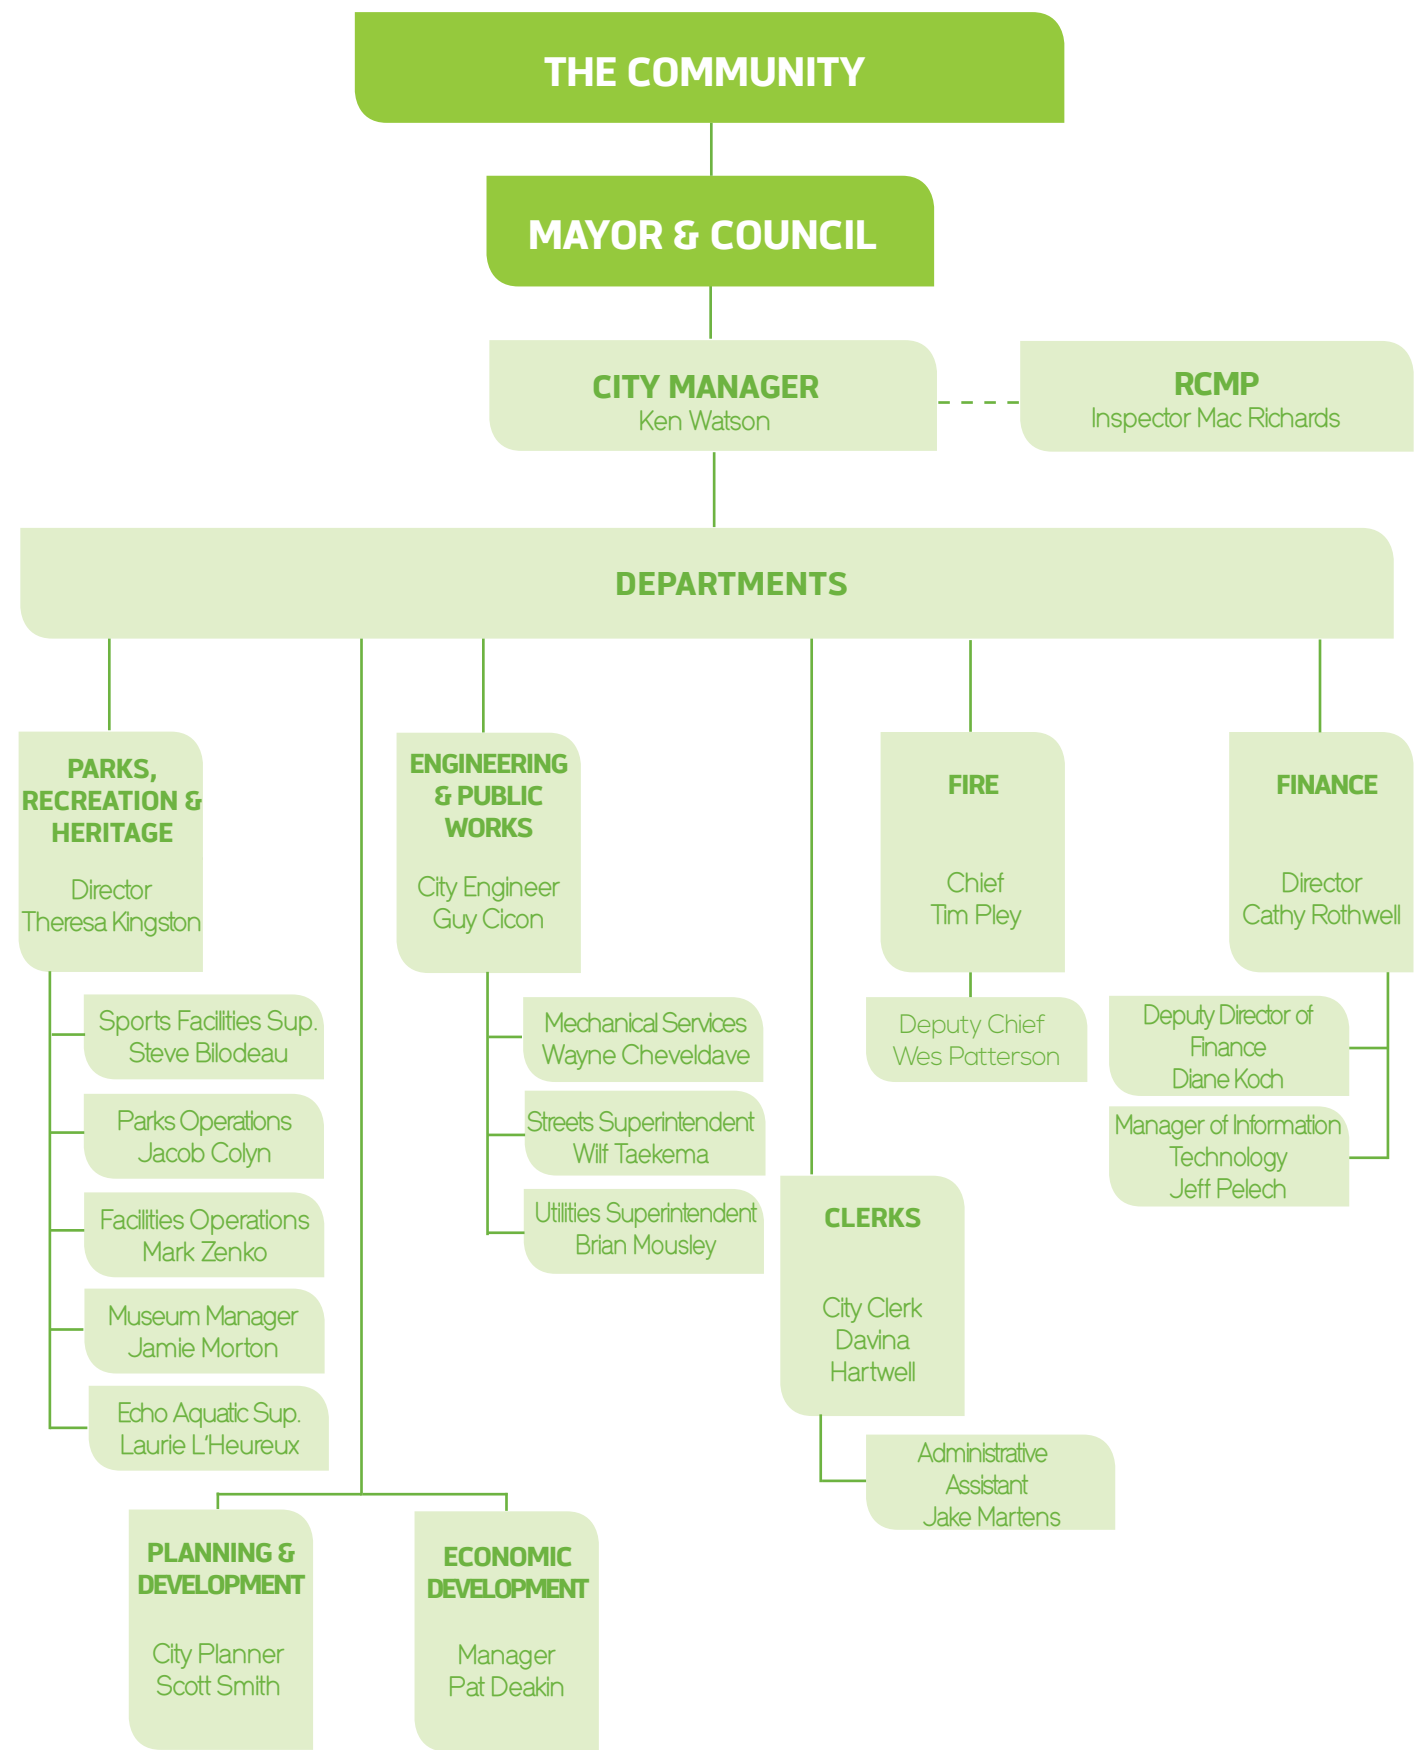 THE COMMUNITY
MAYOR & COUNCIL
CITY MANAGER
Ken Watson
RCMP
Inspector Mac Richards
DEPARTMENTS
PARKS,
RECREATION &
HERITAGE
Director
Theresa Kingston
Sports Facilities Sup.
Steve Bilodeau
Parks Operations
Jacob Colyn
Facilities Operations
Mark Zenko
Museum Manager
Jamie Morton
Echo Aquatic Sup.
Laurie L'Heureux
PLANNING &
DEVELOPMENT
City Planner
Scott Smith
ECONOMIC
DEVELOPMENT
Manager
Pat Deakin
ENGINEERING
& PUBLIC
WORKS
City Engineer
Guy Cicon
Mechanical Services
Wayne Cheveldave
Streets Superintendent
Wilf Taekema
Utilities Superintendent
Brian Mousley
CLERKS
City Clerk
Davina
Hartwell
Administrative
Assistant
Jake Martens
FIRE
Chief
Tim Pley
Deputy Chief
Wes Patterson
FINANCE
Director
Cathy Rothwell
Deputy Director of
Finance
Diane Koch
Manager of Information
Technology
Jeff Pelech